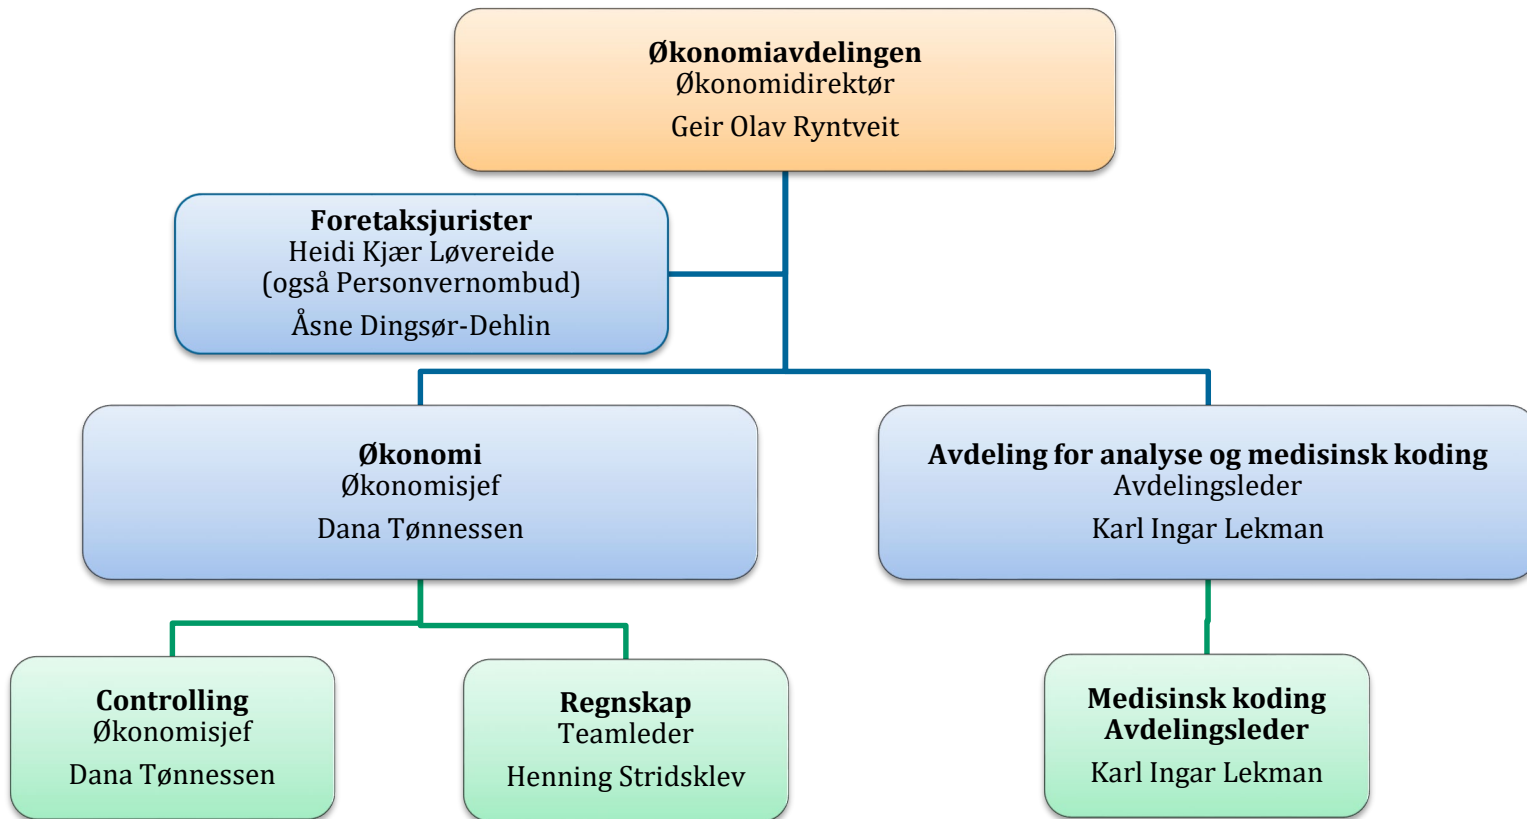 Økonomiavdelingen
Økonomidirektør
Geir Olav Ryntveit
Foretaksjurister
Heidi Kjær Løvereide
(også Personvernombud)
Åsne Dingsør-Dehlin
Økonomi
Økonomisjef
Dana Tønnessen
Avdeling for analyse og medisinsk koding
Avdelingsleder
Karl Ingar Lekman
Controlling
Økonomisjef
Dana Tønnessen
Regnskap
Teamleder
Henning Stridsklev
Medisinsk koding
Avdelingsleder
Karl Ingar Lekman